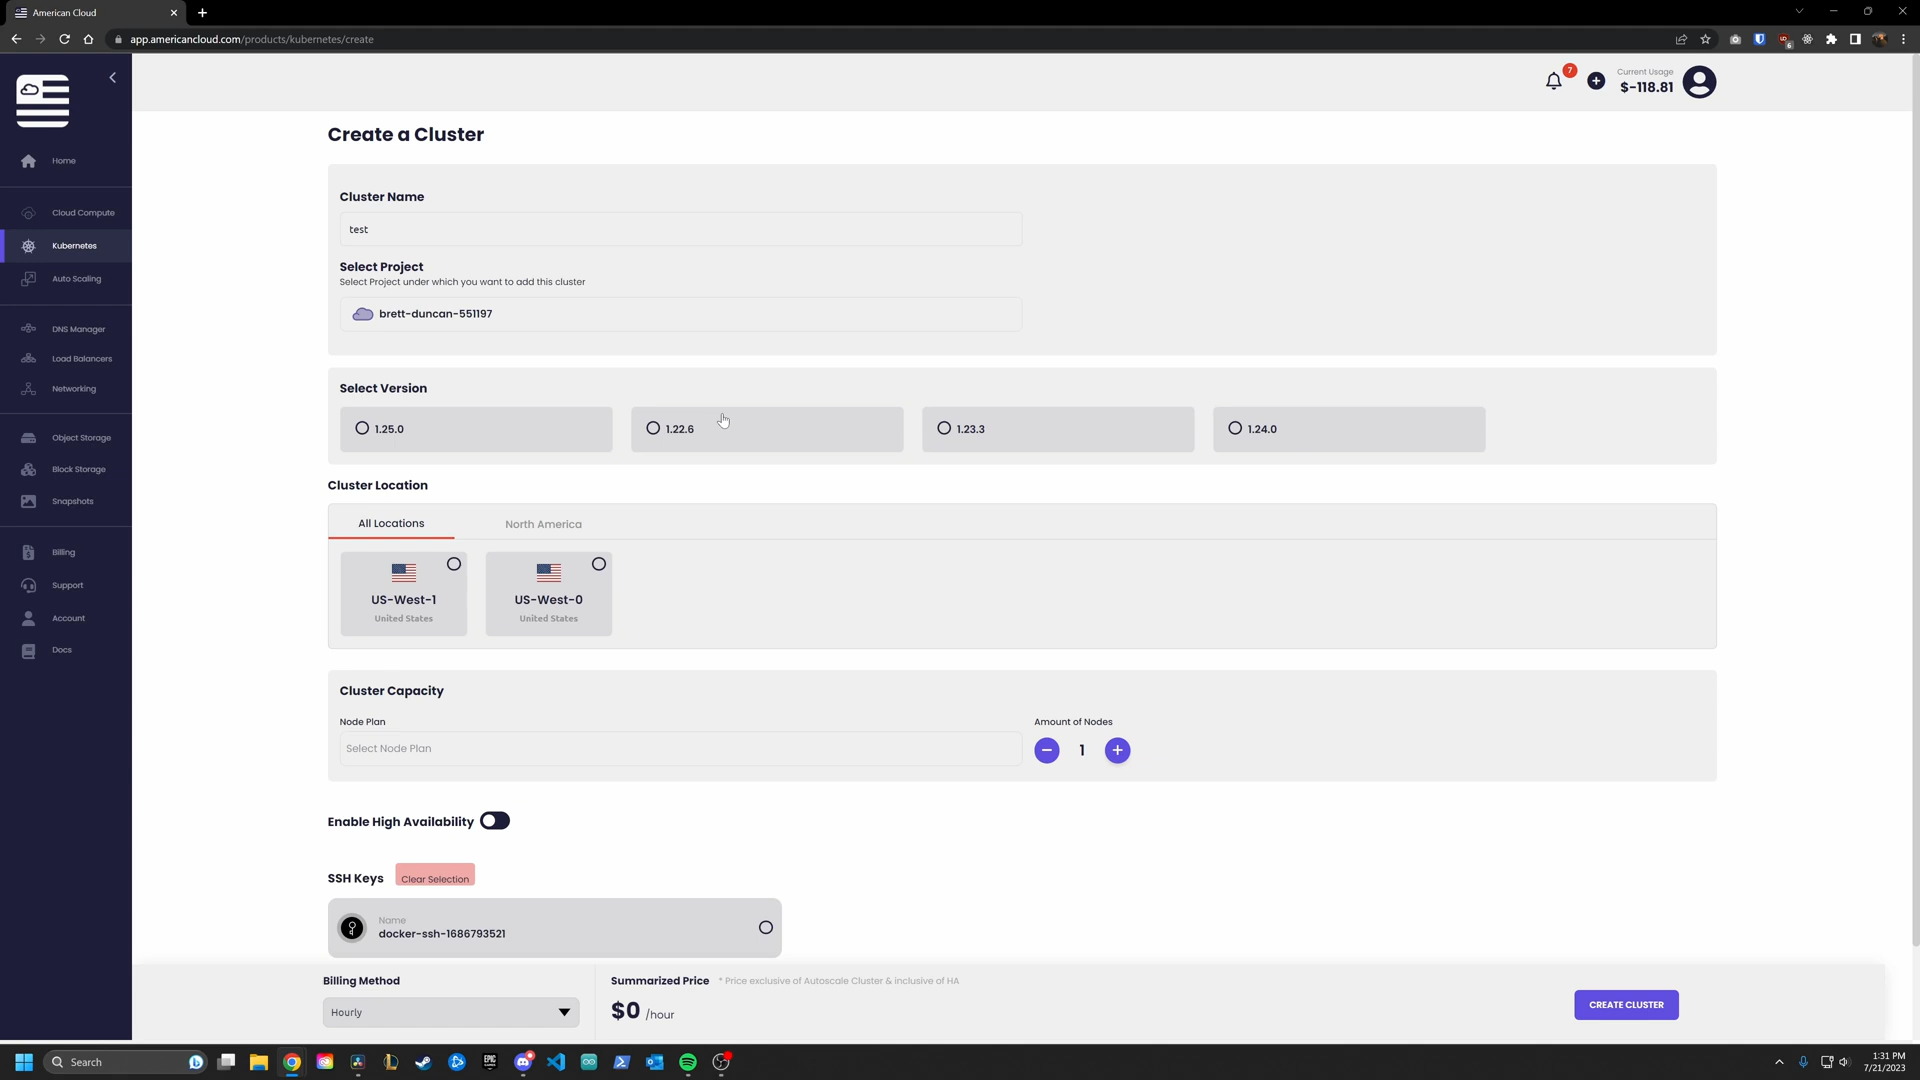 American Cloud
app.americancloud.com/products/kubernetes/create
6
7
Current Usage
$-118.81
Home
Cloud Compute
Kubernetes
Auto Scaling
DNS Manager
Load Balancers
Networking
Object Storage
Block Storage
Snapshots
Billing
Support
Account
Docs
Create a Cluster
Cluster Name
test
Select Project
Select Project under which you want to add this cluster
brett-duncan-551197
Select Version
1.25.0
1.22.6
1.23.3
1.24.0
Cluster Location
All Locations
North America
US-West-1
United States
US-West-0
United States
Cluster Capacity
Node Plan
Select Node Plan
Amount of Nodes
1
Enable High Availability
SSH Keys
Clear Selection
Name
docker-ssh-1686793521
Billing Method
Hourly
Summarized Price * Price exclusive of Autoscale Cluster & inclusive of HA
$0 /hour
CREATE CLUSTER
Search
EPIC
GAMES
1:31 PM
7/21/2023